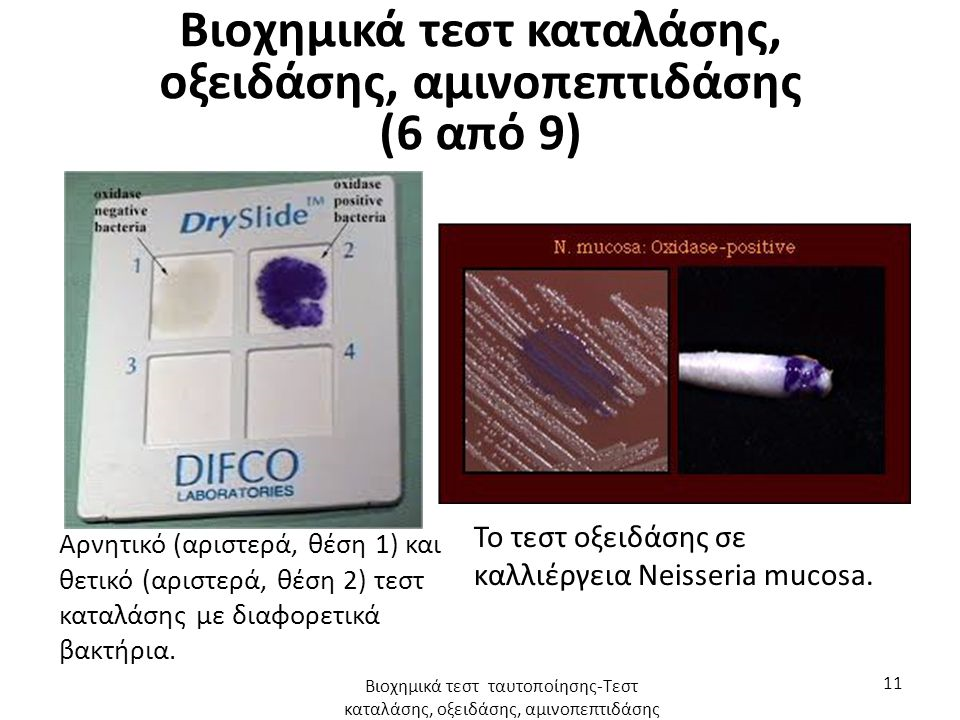 Βιοχημικά τεστ καταλάσης,
οξειδάσης, αμινοπεπτιδάσης
(6 από 9)
oxidase
negative
bacteria
oxidase
positive
bacteria
DrySlide™
1
2
3
4
DIFCO
LABORATORIES
N. mucosa: Oxidase-positive
Αρνητικό (αριστερά, θέση 1) και
θετικό (αριστερά, θέση 2) τεστ
καταλάσης με διαφορετικά
βακτήρια.
Το τεστ οξειδάσης σε
καλλιέργεια Neisseria mucosa.
Βιοχημικά τεστ ταυτοποίησης-Τεστ
καταλάσης, οξειδάσης, αμινοπεπτιδάσης
11